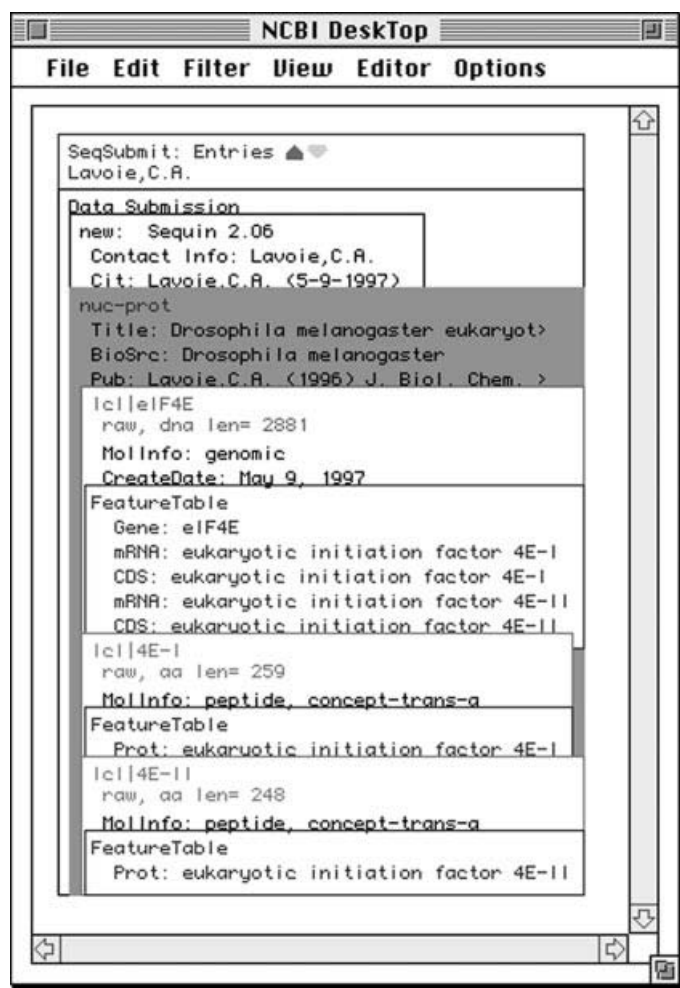 NCBI DeskTop
File Edit Filter View Editor Options
SeqSubmit: Entries
Lavoie,C.A.
Data Submission
new: Sequin 2.06
Contact Info: Lavoie,C.A.
Cit: Lavoie,C.A. (5-9-1997)
nuc-prot
Title: Drosophila melanogaster eukaryot>
BioSrc: Drosophila melanogaster
Pub: Lavoie,C.A. (1996) J. Biol. Chem. >
lcl|eIF4E
raw, dna len= 2881
MolInfo: genomic
CreateDate: May 9, 1997
FeatureTable
Gene: eIF4E
mRNA: eukaryotic initiation factor 4E-I
CDS: eukaryotic initiation factor 4E-I
mRNA: eukaryotic initiation factor 4E-II
CDS: eukaryotic initiation factor 4E-II
lcl|4E-I
raw, aa len= 259
MolInfo: peptide, concept-trans-a
FeatureTable
Prot: eukaryotic initiation factor 4E-I
lcl|4E-II
raw, aa len= 248
MolInfo: peptide, concept-trans-a
FeatureTable
Prot: eukaryotic initiation factor 4E-II